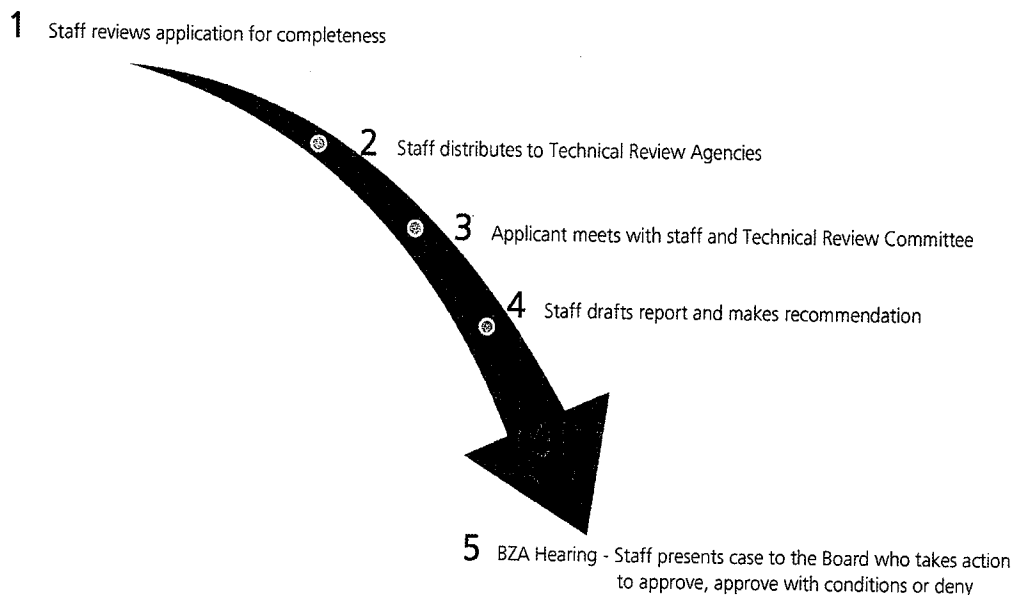 1 Staff reviews application for completeness
2 Staff distributes to Technical Review Agencies
3 Applicant meets with staff and Technical Review Committee
4 Staff drafts report and makes recommendation
5 BZA Hearing - Staff presents case to the Board who takes action
to approve, approve with conditions or deny